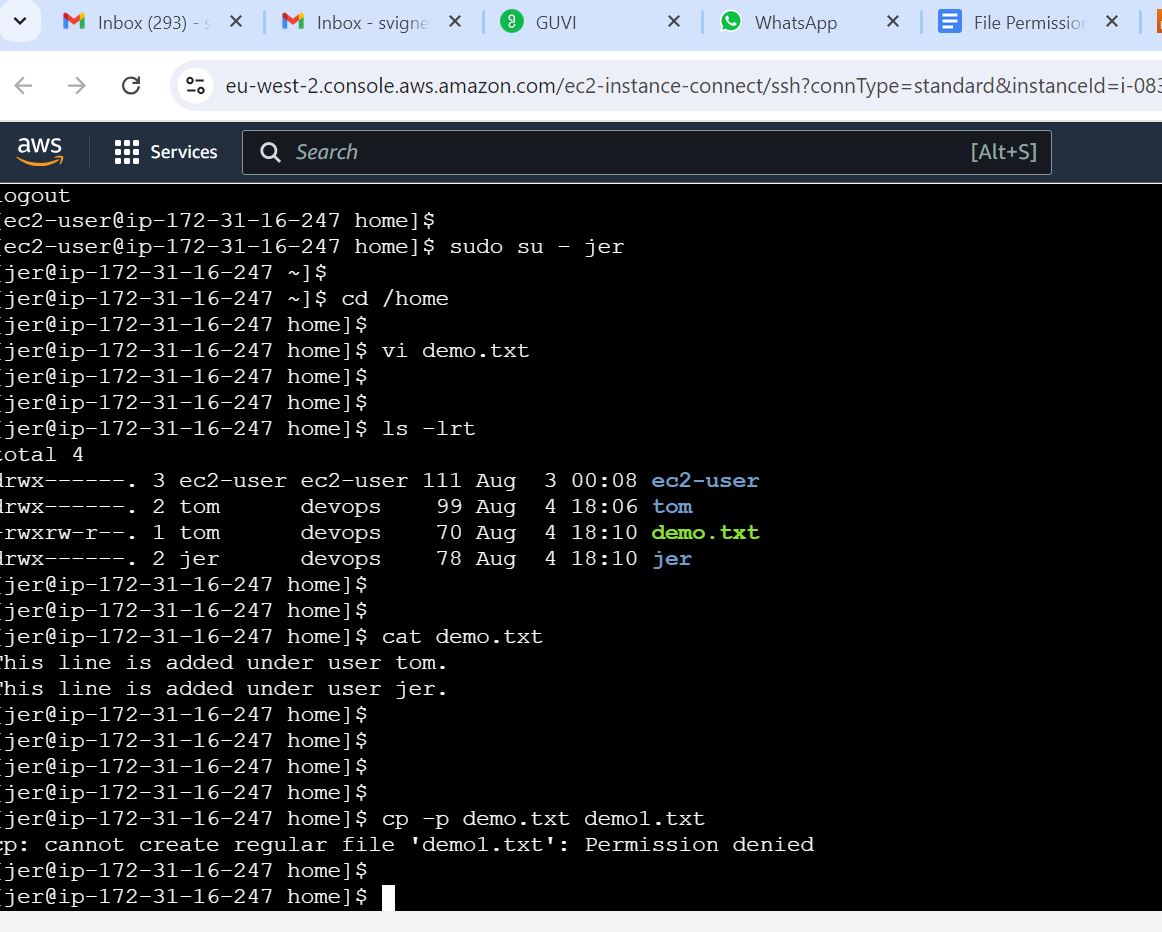 Inbox (293) - s
Inbox - svigne
GUVI
WhatsApp
File Permission
eu-west-2.console.aws.amazon.com/ec2-instance-connect/ssh?connType=standard&instanceId=i-083
aws
Services
Search
[Alt+S]
logout
[ec2-user@ip-172-31-16-247 home]$
[ec2-user@ip-172-31-16-247 home]$ sudo su - jer
[jer@ip-172-31-16-247 ~]$
[jer@ip-172-31-16-247 ~]$ cd /home
[jer@ip-172-31-16-247 home]$
[jer@ip-172-31-16-247 home]$ vi demo.txt
[jer@ip-172-31-16-247 home]$
[jer@ip-172-31-16-247 home]$
[jer@ip-172-31-16-247 home]$ ls -lrt
total 4
drwx------. 3 ec2-user ec2-user 111 Aug  3 00:08 ec2-user
drwx------. 2 tom      devops    99 Aug  4 18:06 tom
-rwxrw-r--. 1 tom      devops    70 Aug  4 18:10 demo.txt
drwx------. 2 jer      devops    78 Aug  4 18:10 jer
[jer@ip-172-31-16-247 home]$
[jer@ip-172-31-16-247 home]$
[jer@ip-172-31-16-247 home]$ cat demo.txt
This line is added under user tom.
This line is added under user jer.
[jer@ip-172-31-16-247 home]$
[jer@ip-172-31-16-247 home]$
[jer@ip-172-31-16-247 home]$
[jer@ip-172-31-16-247 home]$
[jer@ip-172-31-16-247 home]$ cp -p demo.txt demo1.txt
cp: cannot create regular file 'demo1.txt': Permission denied
[jer@ip-172-31-16-247 home]$
[jer@ip-172-31-16-247 home]$